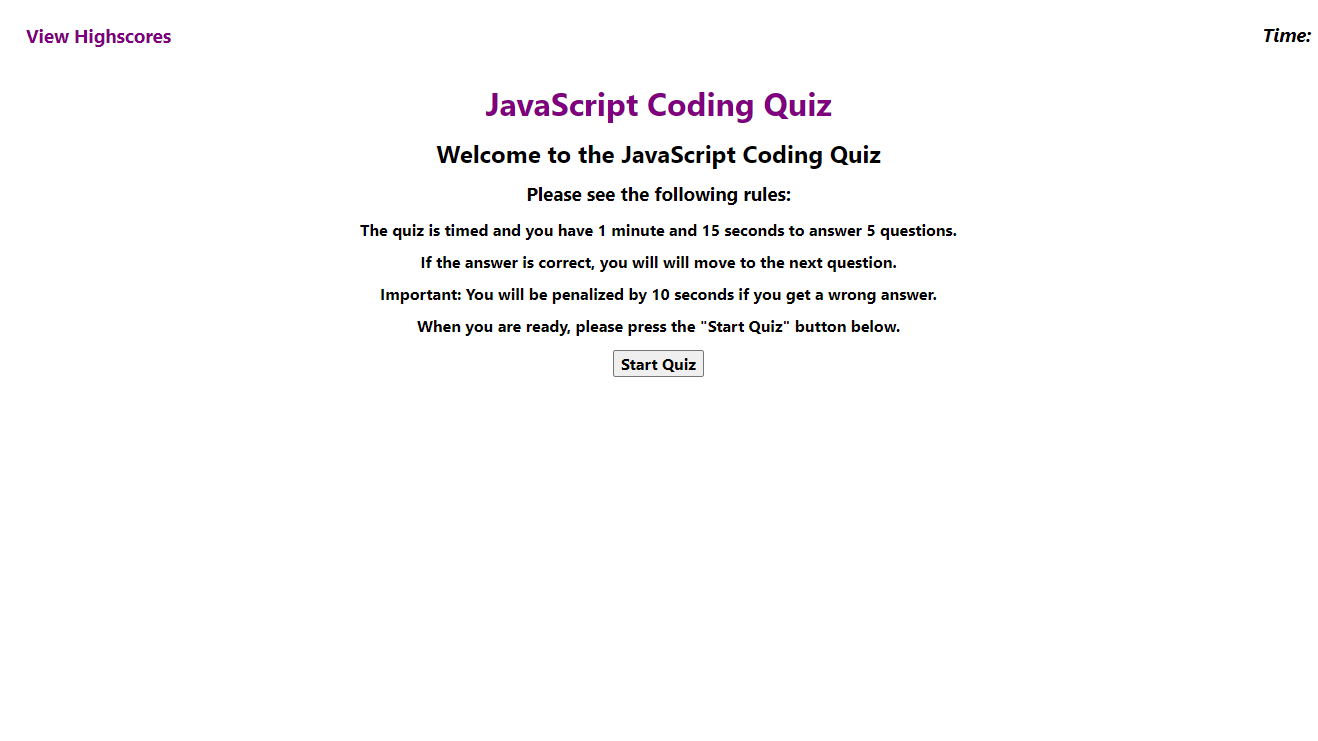 View Highscores
Time:
JavaScript Coding Quiz
Welcome to the JavaScript Coding Quiz
Please see the following rules:
The quiz is timed and you have 1 minute and 15 seconds to answer 5 questions.
If the answer is correct, you will will move to the next question.
Important: You will be penalized by 10 seconds if you get a wrong answer.
When you are ready, please press the "Start Quiz" button below.
Start Quiz